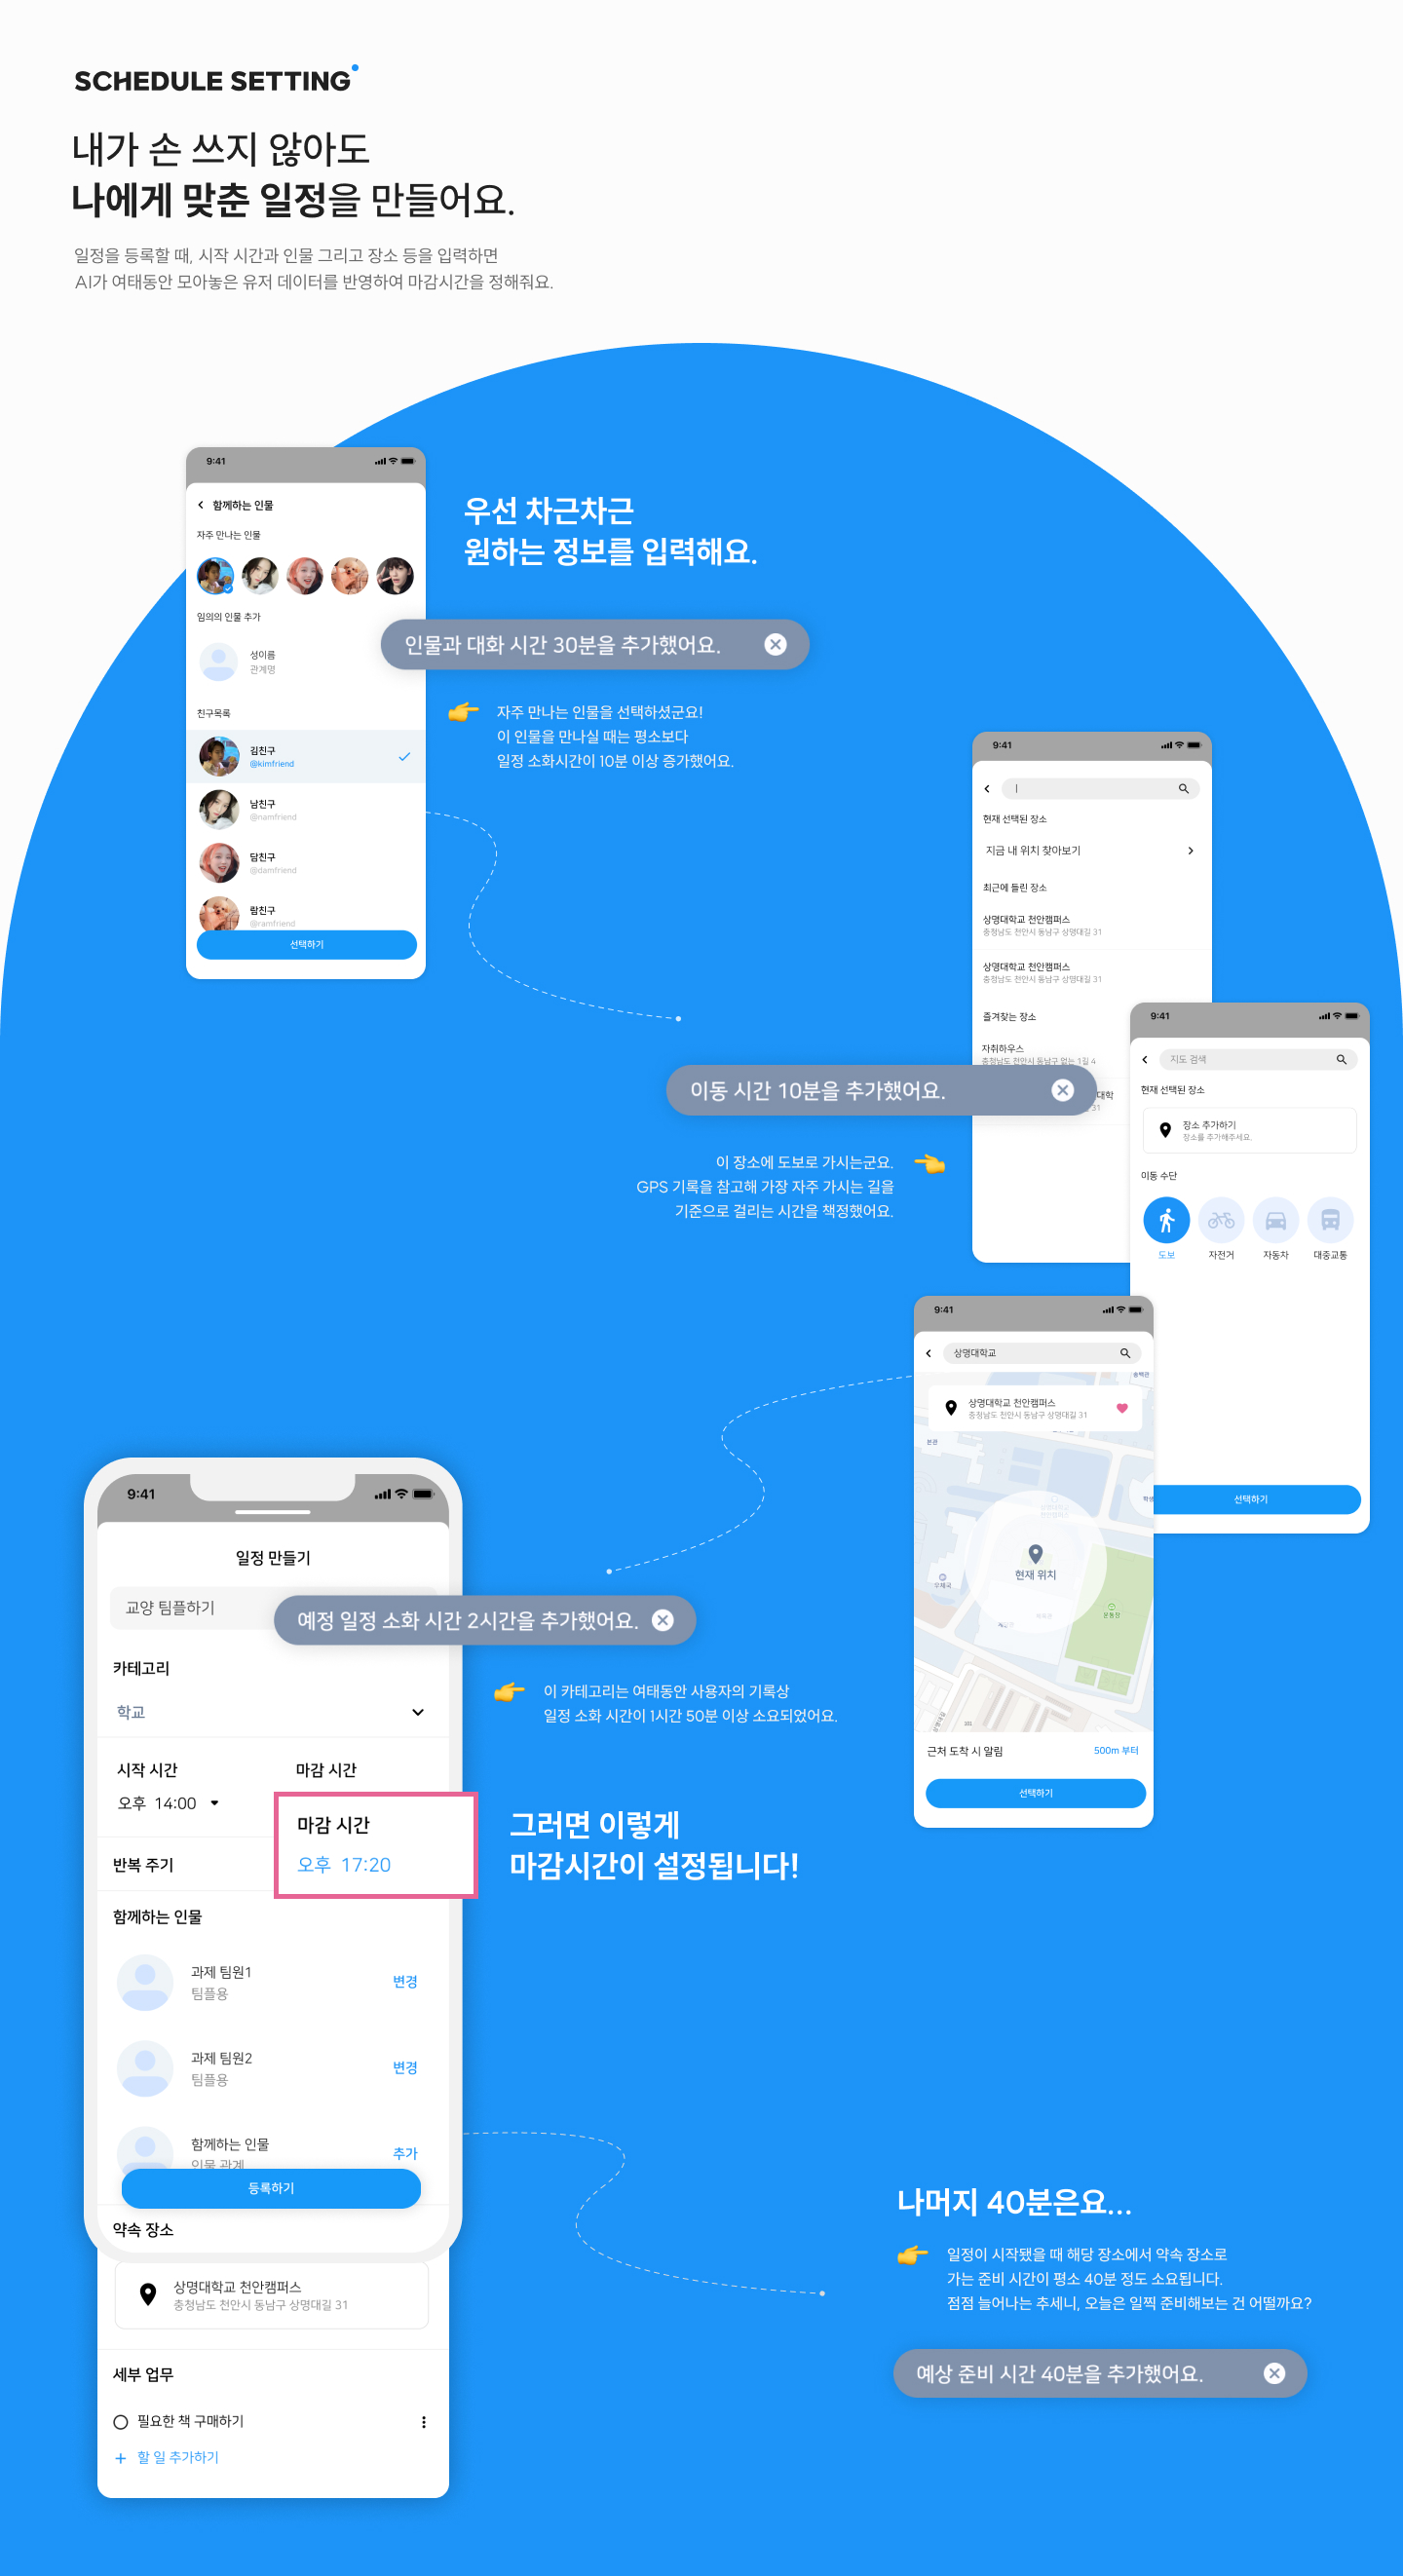 SCHEDULE SETTING
내가 손 쓰지 않아도
나에게 맞춘 일정을 만들어요.
일정을 등록할 때, 시작 시간과 인물 그리고 장소 등을 입력하면
AI가 여태동안 모아놓은 유저 데이터를 반영하여 마감시간을 정해줘요.
9:41
함께하는 인물
자주 만나는 인물
임의의 인물 추가
성이름
관계명
친구목록
김친구
@kimfriend
남친구
@namfriend
담친구
@damfriend
람친구
@ramfriend
선택하기
우선 차근차근
원하는 정보를 입력해요.
인물과 대화 시간 30분을 추가했어요.
자주 만나는 인물을 선택하셨군요!
이 인물을 만나실 때는 평소보다
일정 소화시간이 10분 이상 증가했어요.
9:41
현재 선택된 장소
지금 내 위치 찾아보기
최근에 들린 장소
상명대학교 천안캠퍼스
충청남도 천안시 동남구 상명대길 31
상명대학교 천안캠퍼스
충청남도 천안시 동남구 상명대길 31
즐겨찾는 장소
자취하우스
충청남도 천안시 동남구 없는 1길 4
대학
31
이동 시간 10분을 추가했어요.
이 장소에 도보로 가시는군요.
GPS 기록을 참고해 가장 자주 가시는 길을
기준으로 걸리는 시간을 책정했어요.
9:41
지도 검색
현재 선택된 장소
장소 추가하기
장소를 추가해주세요.
이동 수단
도보 자전거 자동차 대중교통
선택하기
9:41
상명대학교
상명대학교 천안캠퍼스
충청남도 천안시 동남구 상명대길 31
본관
현재 위치
우체국
운동장
상명대길
근처 도착 시 알림
500m 부터
선택하기
9:41
일정 만들기
교양 팀플하기
예정 일정 소화 시간 2시간을 추가했어요.
카테고리
학교
이 카테고리는 여태동안 사용자의 기록상
일정 소화 시간이 1시간 50분 이상 소요되었어요.
시작 시간 마감 시간
오후 14:00
마감 시간
오후 17:20
반복 주기
그러면 이렇게
마감시간이 설정됩니다!
함께하는 인물
과제 팀원1
팀플용
변경
과제 팀원2
팀플용
변경
함께하는 인물
인물 관계
추가
등록하기
약속 장소
상명대학교 천안캠퍼스
충청남도 천안시 동남구 상명대길 31
세부 업무
필요한 책 구매하기
할 일 추가하기
나머지 40분은요...
일정이 시작됐을 때 해당 장소에서 약속 장소로
가는 준비 시간이 평소 40분 정도 소요됩니다.
점점 늘어나는 추세니, 오늘은 일찍 준비해보는 건 어떨까요?
예상 준비 시간 40분을 추가했어요.